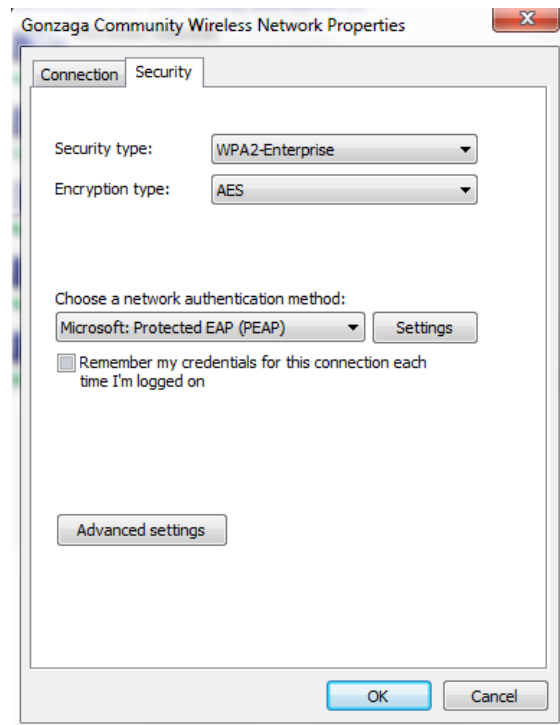 Gonzaga Community Wireless Network Properties
Connection
Security
Security type:
WPA2-Enterprise
Encryption type:
AES
Choose a network authentication method:
Microsoft: Protected EAP (PEAP)
Settings
Remember my credentials for this connection each
time I'm logged on
Advanced settings
OK
Cancel